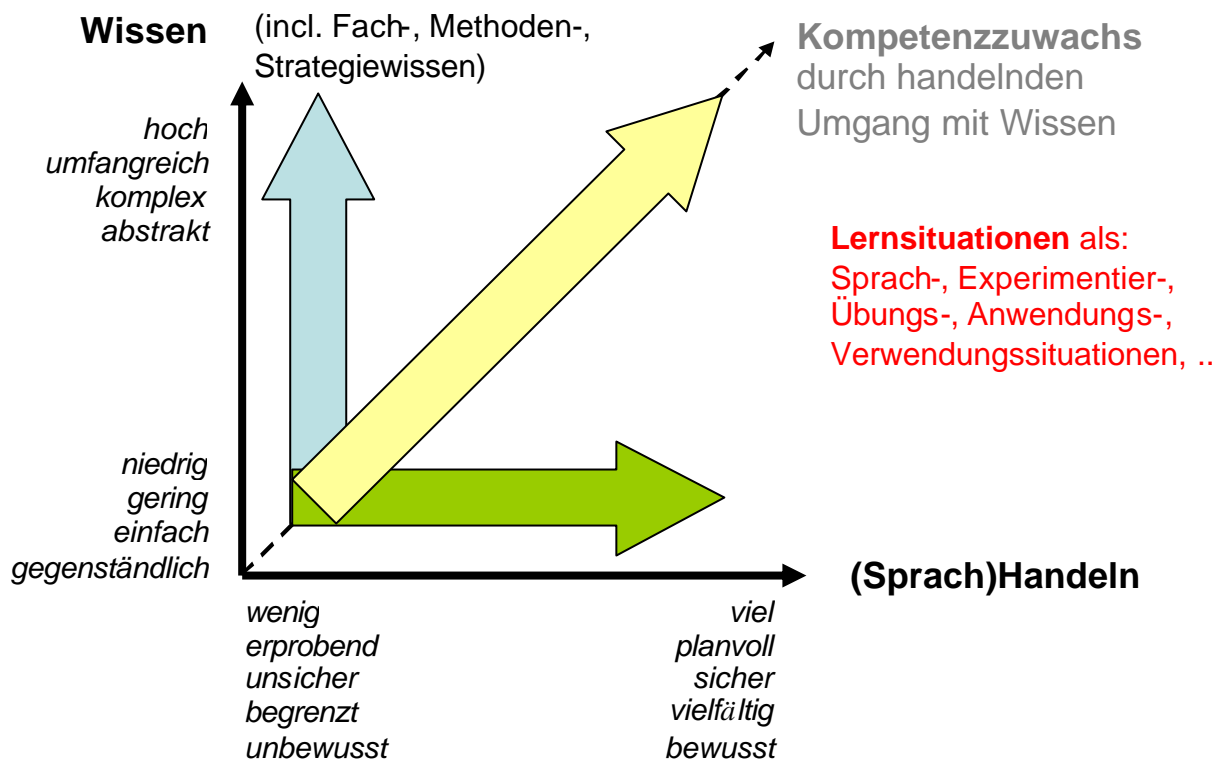 Wissen
(incl. Fach-, Methoden-,
Strategiewissen)
Kompetenzzuwachs
durch handelnden
Umgang mit Wissen
hoch
umfangreich
komplex
abstrakt
Lernsituationen als:
Sprach-, Experimentier-,
Übungs-, Anwendungs-,
Verwendungssituationen, ..
niedrig
gering
einfach
gegenständlich
(Sprach)Handeln
wenig
erprobend
unsicher
begrenzt
unbewusst
viel
planvoll
sicher
vielfältig
bewusst